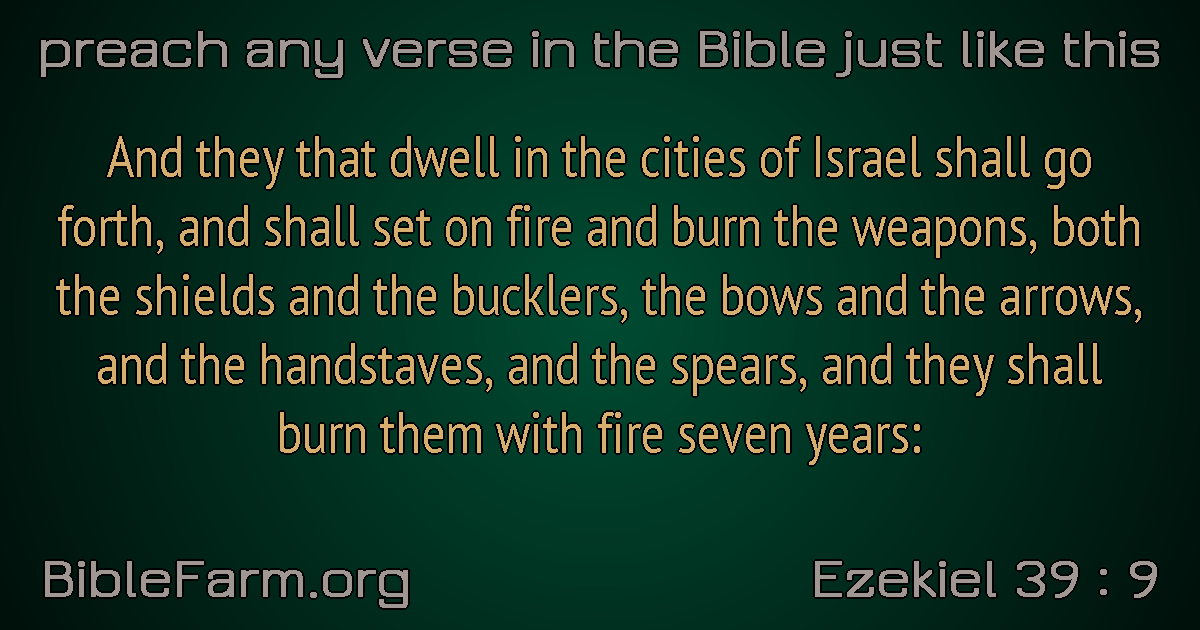 preach any verse in the Bible just like this
And they that dwell in the cities of Israel shall go
forth, and shall set on fire and burn the weapons, both
the shields and the bucklers, the bows and the arrows,
and the handstaves, and the spears, and they shall
burn them with fire seven years:
BibleFarm.org
Ezekiel 39 : 9